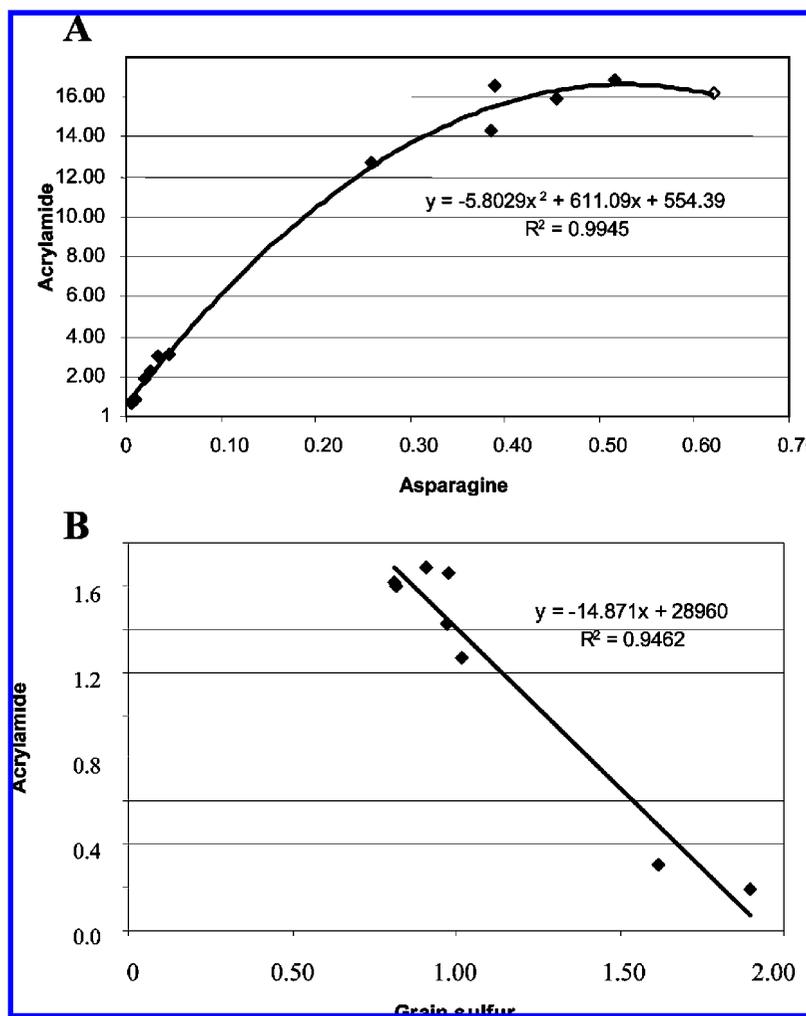 A
16.00
14.00
12.00
10.00
8.00
6.00
4.00
2.00
1
Acrylamide
y = -5.8029x² + 611.09x + 554.39
R² = 0.9945
0 0.10 0.20 0.30 0.40 0.50 0.60 0.7
Asparagine
B
1.6
1.2
0.8
0.4
0.0
Acrylamide
y = -14.871x + 28960
R² = 0.9462
0 0.50 1.00 1.50 2.00
Grain sulfur